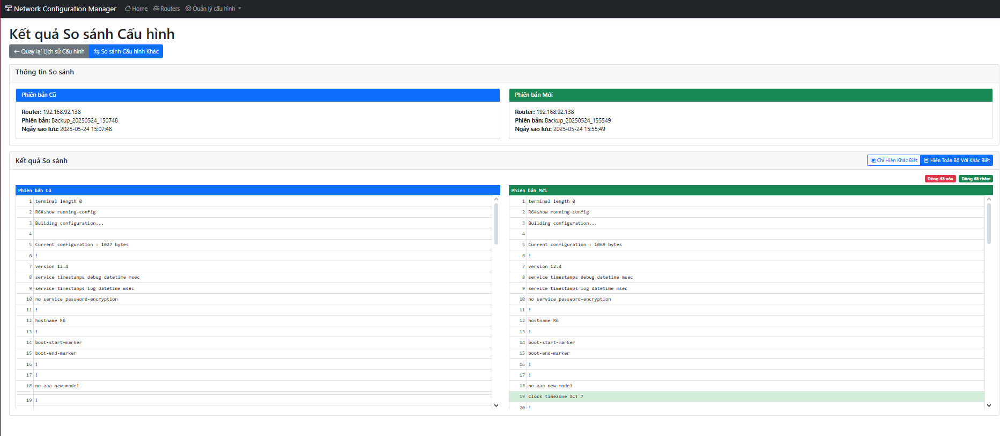 Network Configuration Manager Home Routers Quản lý cấu hình
Kết quả So sánh Cấu hình
← Quay lại Lịch sử Cấu hình So sánh Cấu hình Khác
Thông tin So sánh
Phiên bản Cũ
Router: 192.168.92.138
Phiên bản: Backup_20250524_150748
Ngày sao lưu: 2025-05-24 15:07:48
Phiên bản Mới
Router: 192.168.92.138
Phiên bản: Backup_20250524_155549
Ngày sao lưu: 2025-05-24 15:55:49
Kết quả So sánh
Chỉ Hiện Khác Biệt Hiện Toàn Bộ Với Khác Biệt
Dòng đã xóa Dòng đã thêm
Phiên bản Cũ
1 terminal length 0
2 R6#show running-config
3 Building configuration...
4
5 Current configuration : 1027 bytes
6 !
7 version 12.4
8 service timestamps debug datetime msec
9 service timestamps log datetime msec
10 no service password-encryption
11 !
12 hostname R6
13 !
14 boot-start-marker
15 boot-end-marker
16 !
17 !
18 no aaa new-model
19 !
Phiên bản Mới
1 terminal length 0
2 R6#show running-config
3 Building configuration...
4
5 Current configuration : 1069 bytes
6 !
7 version 12.4
8 service timestamps debug datetime msec
9 service timestamps log datetime msec
10 no service password-encryption
11 !
12 hostname R6
13 !
14 boot-start-marker
15 boot-end-marker
16 !
17 !
18 no aaa new-model
19 clock timezone ICT 7
20 !